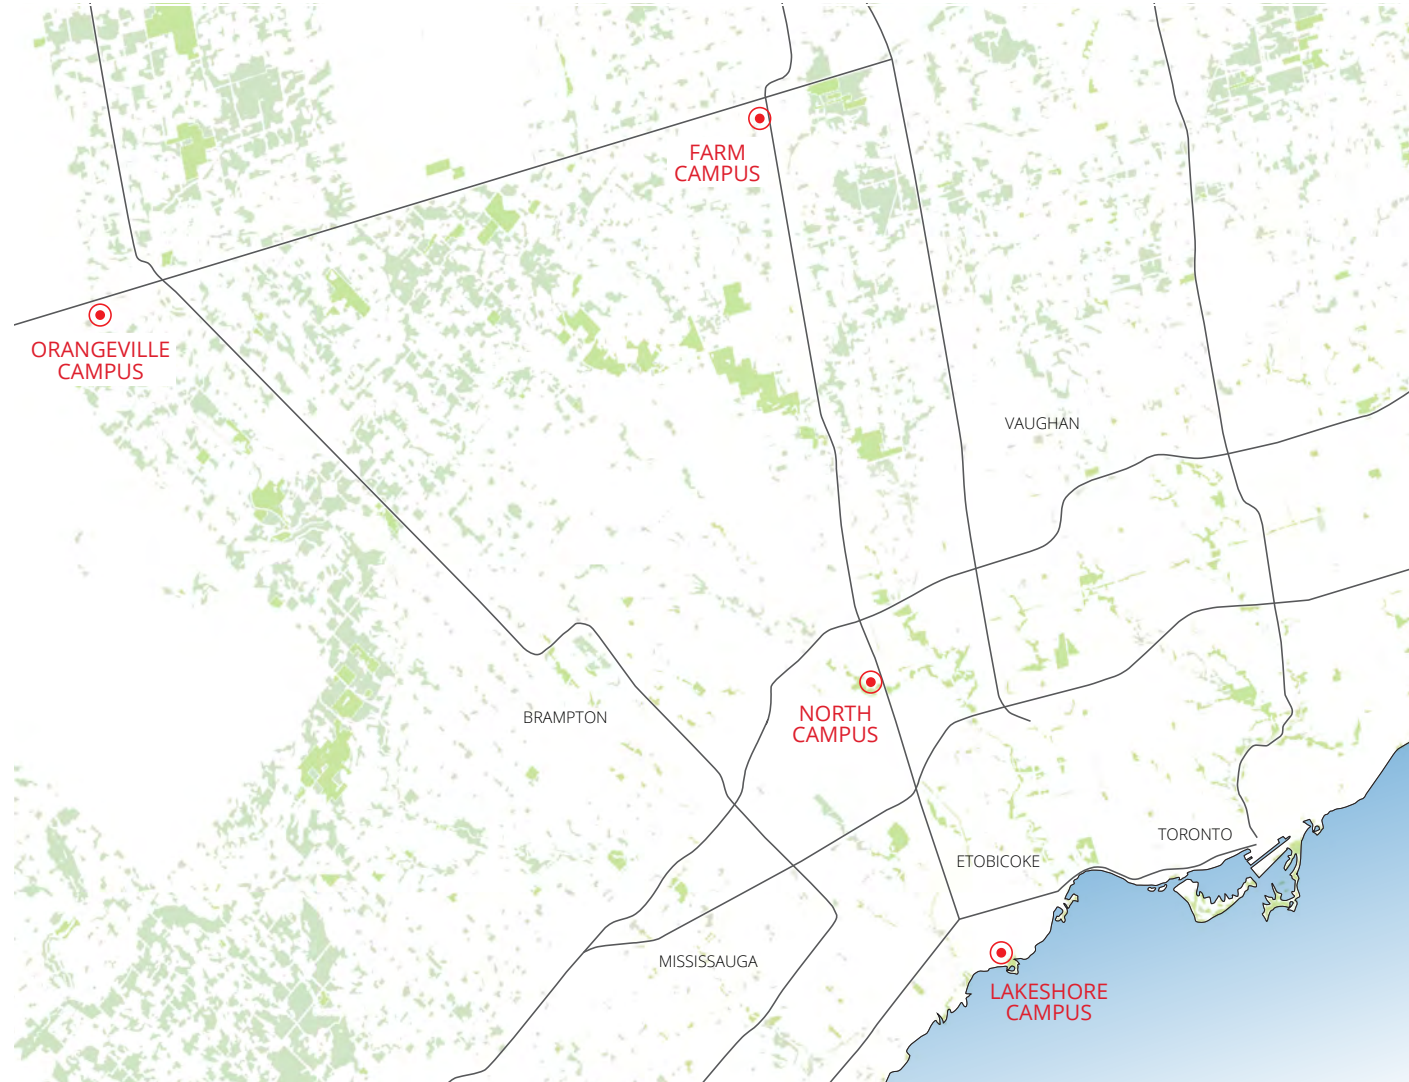 FARM
CAMPUS
ORANGEVILLE
CAMPUS
VAUGHAN
BRAMPTON
NORTH
CAMPUS
TORONTO
ETOBICOKE
MISSISSAUGA
LAKESHORE
CAMPUS